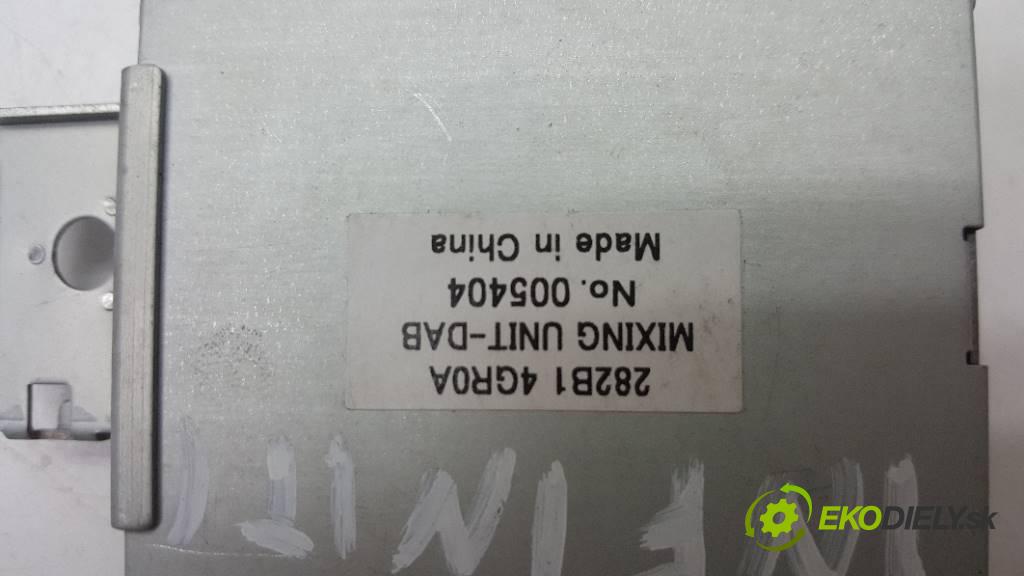 282B1 4GR0A
MIXING UNIT-DAB
No. 005404
Made in China
EKODIELY.sk